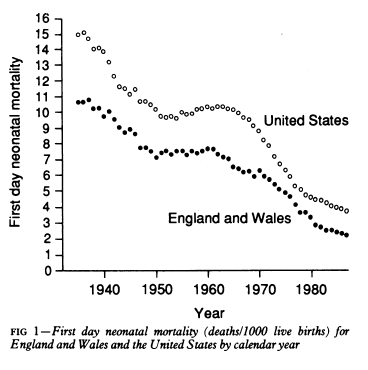 16
15
14
13
12
11
10
9
8
7
6
5
4
3
2
1
0
First day neonatal mortality
United States
England and Wales
1940 1950 1960 1970 1980
Year
FIG 1—First day neonatal mortality (deaths/1000 live births) for
England and Wales and the United States by calendar year